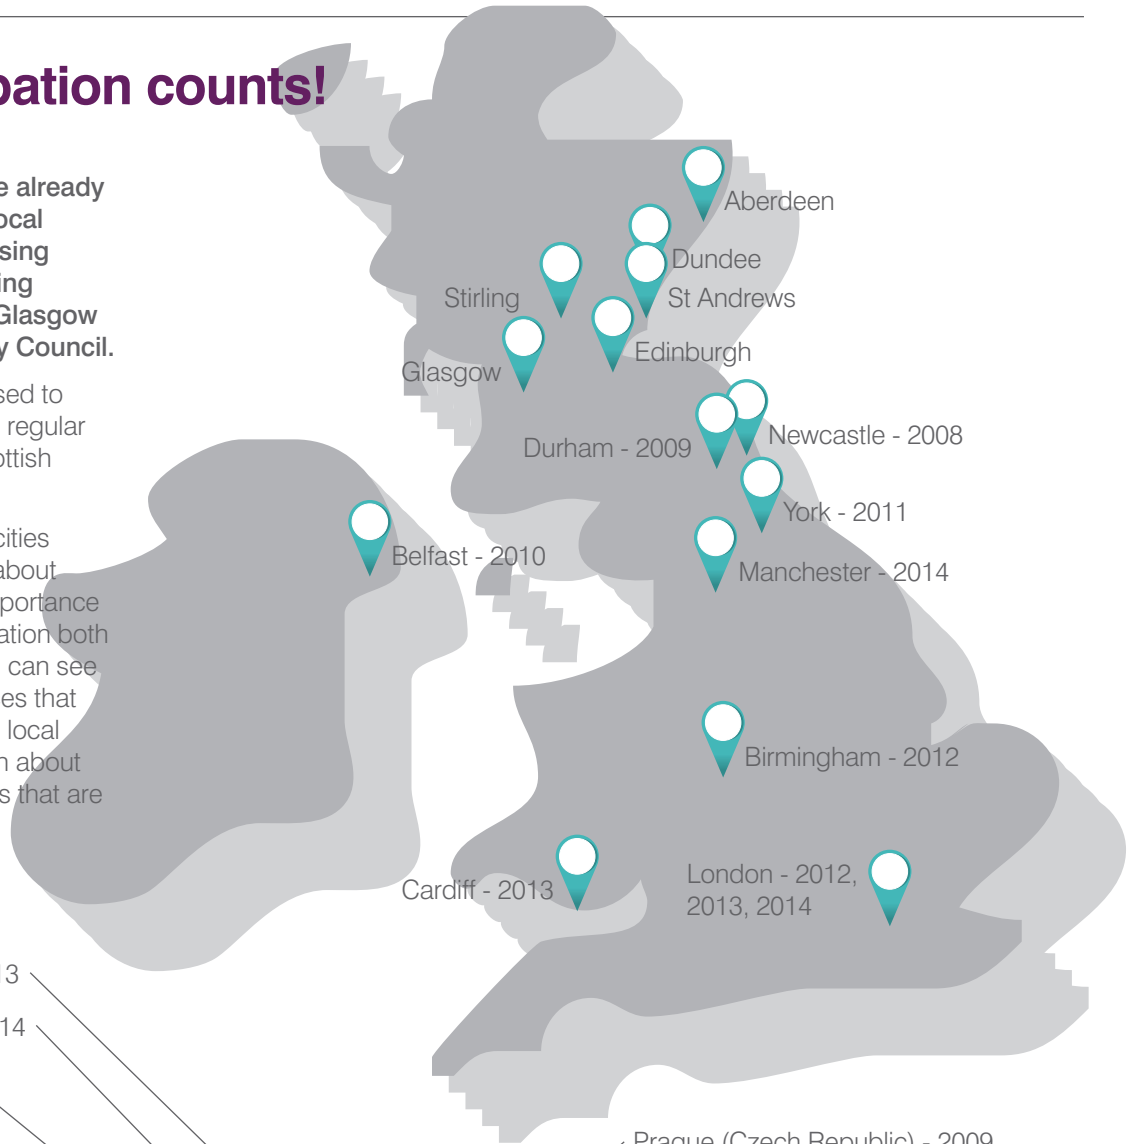 pation counts!
e already
ocal
sing
ing
Glasgow
y Council.
sed to
regular
ottish
cities
about
portance
ation both
can see
es that
local
n about
s that are
Aberdeen
Dundee
Stirling
St Andrews
Edinburgh
Glasgow
Newcastle - 2008
Durham - 2009
York - 2011
Belfast - 2010
Manchester - 2014
Birmingham - 2012
London - 2012,
2013, 2014
Cardiff - 2013
13
14
Prague (Czech Republic) - 2009